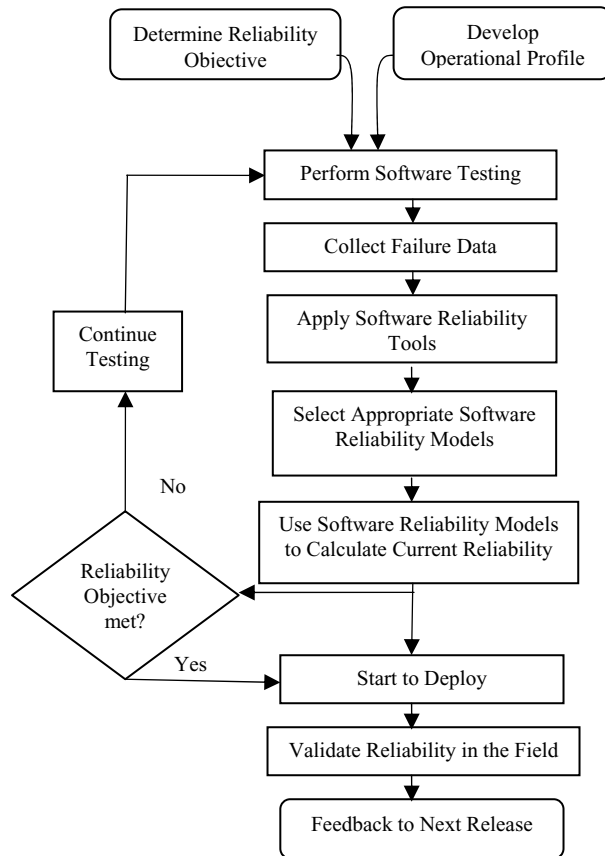 Determine Reliability
Objective
Develop
Operational Profile
Perform Software Testing
Collect Failure Data
Apply Software Reliability
Tools
Continue
Testing
Select Appropriate Software
Reliability Models
No
Use Software Reliability Models
to Calculate Current Reliability
Reliability
Objective
met?
Yes
Start to Deploy
Validate Reliability in the Field
Feedback to Next Release